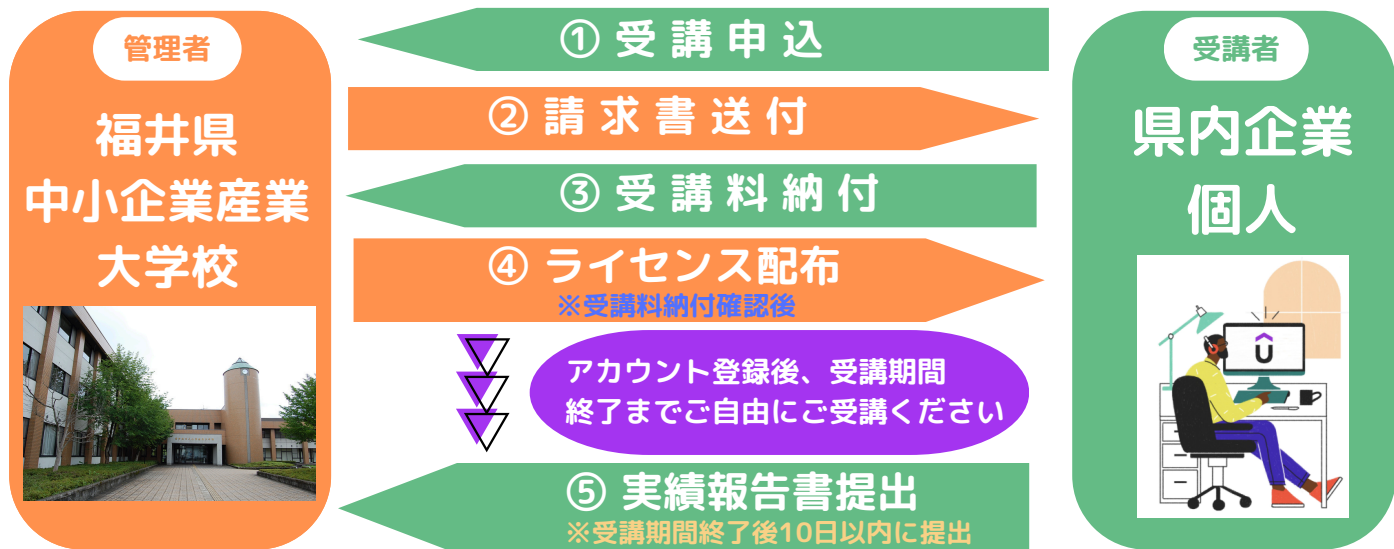 管理者
福井県
中小企業産業
大学校
① 受講申込
② 請求書送付
③ 受講料納付
④ ライセンス配布
※受講料納付確認後
アカウント登録後、受講期間
終了までご自由にご受講ください
⑤ 実績報告書提出
※受講期間終了後10日以内に提出
受講者
県内企業
個人